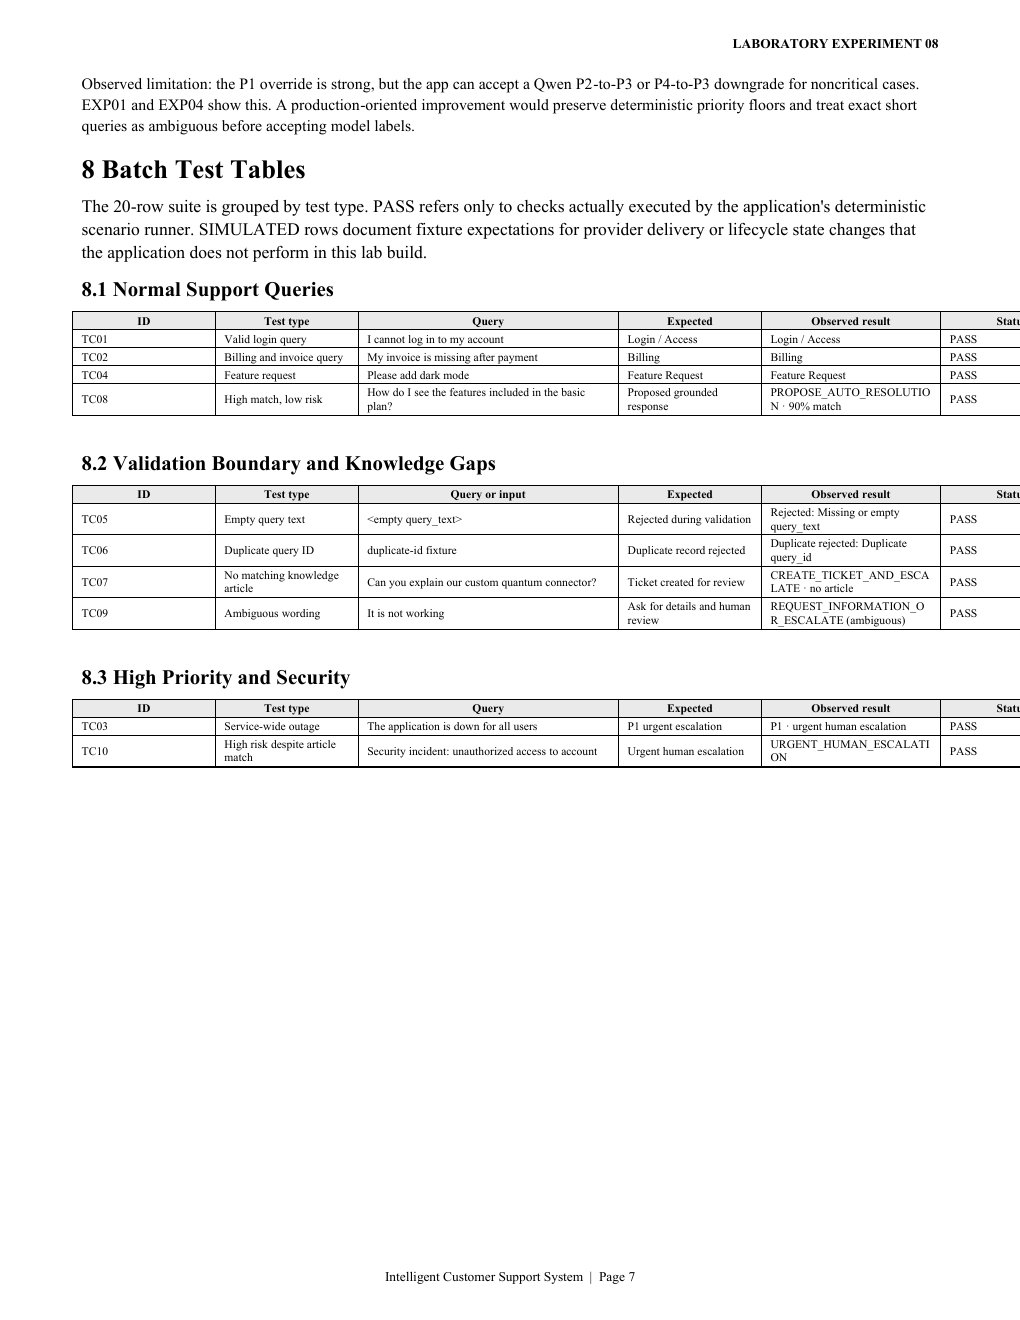 LABORATORY EXPERIMENT 08
Observed limitation: the P1 override is strong, but the app can accept a Qwen P2-to-P3 or P4-to-P3 downgrade for noncritical cases.
EXP01 and EXP04 show this. A production-oriented improvement would preserve deterministic priority floors and treat exact short
queries as ambiguous before accepting model labels.
8 Batch Test Tables
The 20-row suite is grouped by test type. PASS refers only to checks actually executed by the application's deterministic
scenario runner. SIMULATED rows document fixture expectations for provider delivery or lifecycle state changes that
the application does not perform in this lab build.
8.1 Normal Support Queries
ID Test type Query Expected Observed result Statu
TC01 Valid login query I cannot log in to my account Login / Access Login / Access PASS
TC02 Billing and invoice query My invoice is missing after payment Billing Billing PASS
TC04 Feature request Please add dark mode Feature Request Feature Request PASS
TC08 High match, low risk How do I see the features included in the basic
plan? Proposed grounded
response PROPOSE_AUTO_RESOLUTIO
N · 90% match PASS
8.2 Validation Boundary and Knowledge Gaps
ID Test type Query or input Expected Observed result Statu
TC05 Empty query text <empty query_text> Rejected during validation Rejected: Missing or empty
query_text PASS
TC06 Duplicate query ID duplicate-id fixture Duplicate record rejected Duplicate rejected: Duplicate
query_id PASS
TC07 No matching knowledge
article Can you explain our custom quantum connector? Ticket created for review CREATE_TICKET_AND_ESCA
LATE · no article PASS
TC09 Ambiguous wording It is not working Ask for details and human
review REQUEST_INFORMATION_O
R_ESCALATE (ambiguous) PASS
8.3 High Priority and Security
ID Test type Query Expected Observed result Statu
TC03 Service-wide outage The application is down for all users P1 urgent escalation P1 · urgent human escalation PASS
TC10 High risk despite article
match Security incident: unauthorized access to account Urgent human escalation URGENT_HUMAN_ESCALATI
ON PASS
Intelligent Customer Support System | Page 7